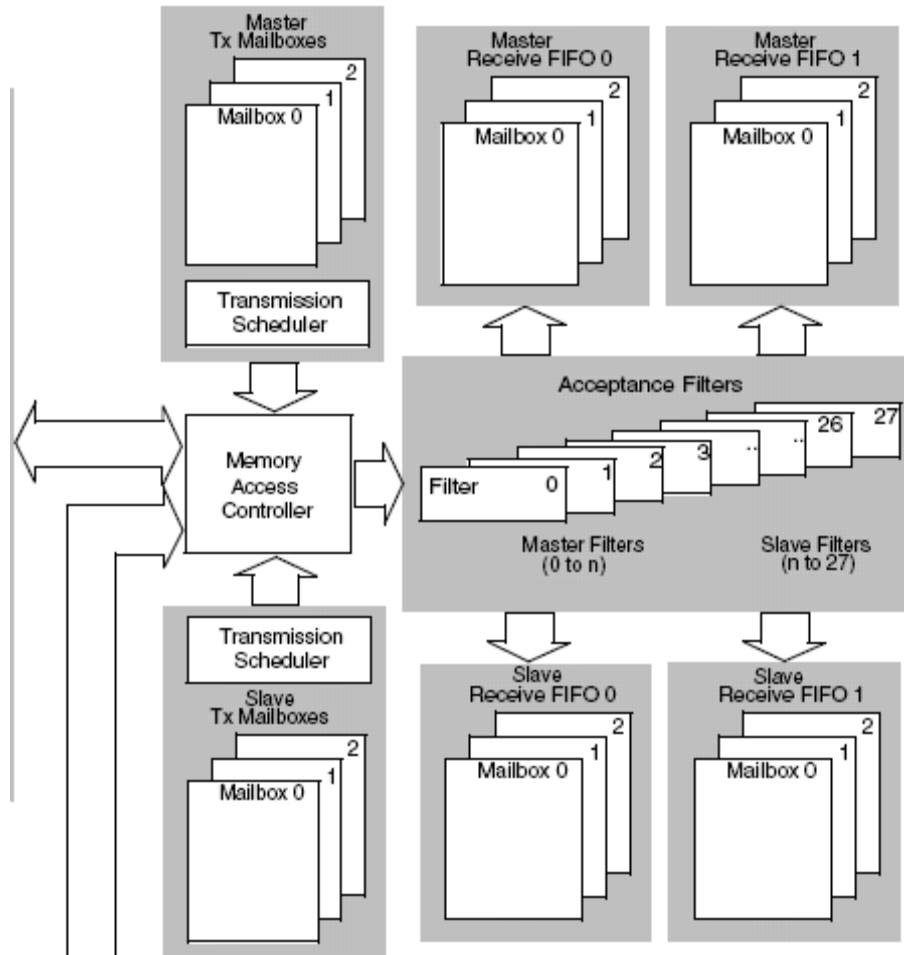 Master
Tx Mailboxes
2
1
Mailbox 0
Transmission
Scheduler
Master
Receive FIFO 0
2
1
Mailbox 0
Master
Receive FIFO 1
2
1
Mailbox 0
Acceptance Filters
Filter 0 1 2 3 .. .. 26 27
Master Filters
(0 to n)
Slave Filters
(n to 27)
Memory
Access
Controller
Transmission
Scheduler
Slave
Tx Mailboxes
2
1
Mailbox 0
Slave
Receive FIFO 0
2
1
Mailbox 0
Slave
Receive FIFO 1
2
1
Mailbox 0